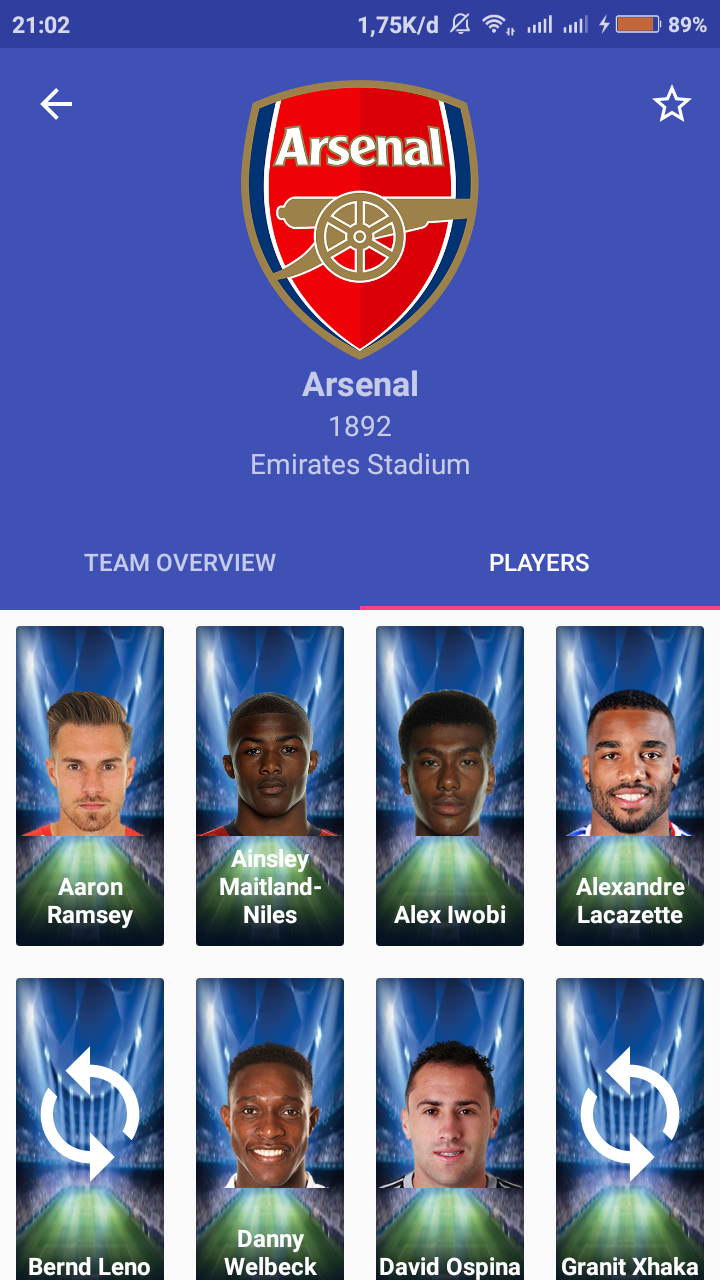 21:02
1,75K/d
89%
Arsenal
Arsenal
1892
Emirates Stadium
TEAM OVERVIEW
PLAYERS
Aaron
Ramsey
Ainsley
Maitland-
Niles
Alex Iwobi
Alexandre
Lacazette
Bernd Leno
Danny
Welbeck
David Ospina
Granit Xhaka